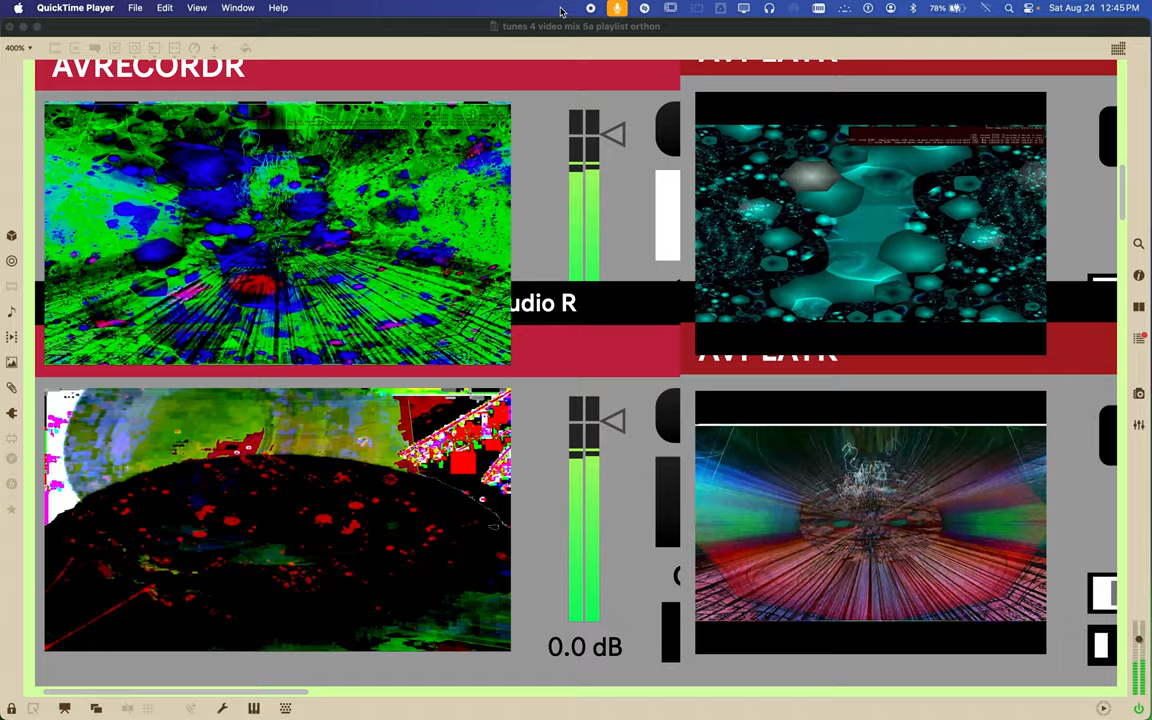 QuickTime Player File Edit View Window Help 78% Sat Aug 24 12:45 PM
tunes 4 video mix 5a playlist orthon
400%
AVRECORDR
udio R
0.0 dB